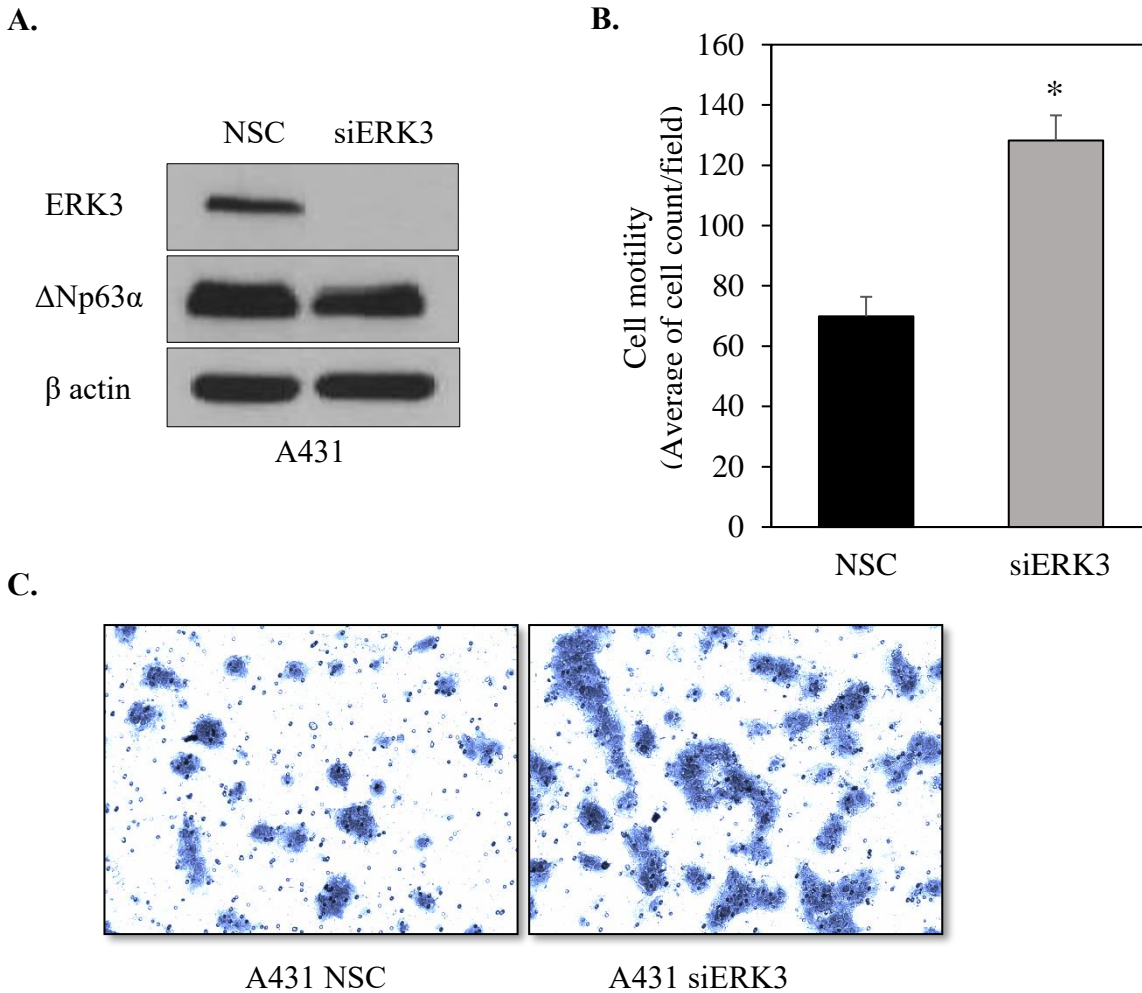 A.
NSC siERK3
ERK3
ΔNp63α
β actin
A431
B.
Cell motility
(Average of cell count/field)
160
140
120
100
80
60
40
20
0
*
NSC siERK3
C.
A431 NSC A431 siERK3